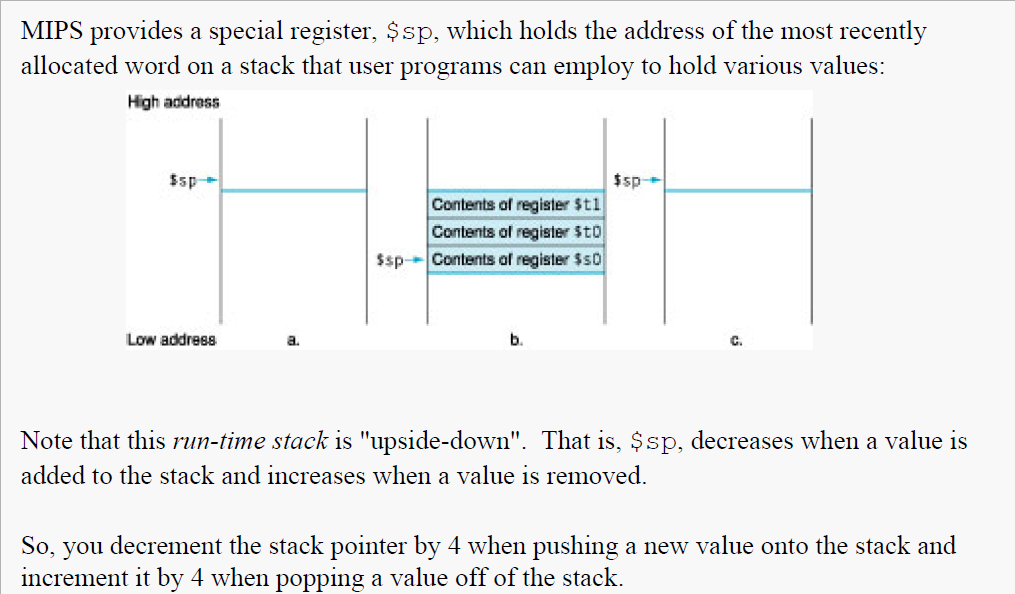 MIPS provides a special register, $sp, which holds the address of the most recently
allocated word on a stack that user programs can employ to hold various values:
High address
$sp
$sp
Contents of register $t1
Contents of register $t0
$sp
Contents of register $s0
Low address
a.
b.
c.
Note that this run-time stack is "upside-down". That is, $sp, decreases when a value is
added to the stack and increases when a value is removed.
So, you decrement the stack pointer by 4 when pushing a new value onto the stack and
increment it by 4 when popping a value off of the stack.